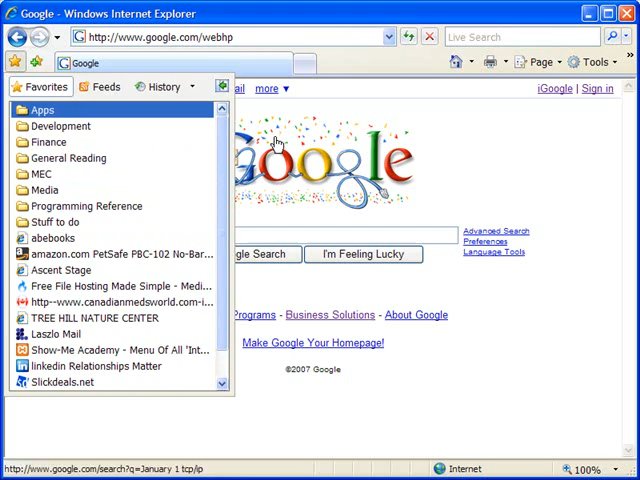 Google - Windows Internet Explorer
http://www.google.com/webhp
Live Search
Google
Page
Tools
Favorites
Feeds
History
ail
more
iGoogle | Sign in
Apps
Development
Finance
General Reading
MEC
Media
Programming Reference
Stuff to do
abebooks
amazon.com PetSafe PBC-102 No-Bar...
Ascent Stage
Free File Hosting Made Simple - Medi...
http--www.canadianmedsworld.com-i...
TREE HILL NATURE CENTER
Laszlo Mail
Show-Me Academy - Menu Of All 'Int...
linkedin Relationships Matter
Slickdeals.net
Google
Advanced Search
Preferences
Language Tools
gle Search
I'm Feeling Lucky
Programs - Business Solutions - About Google
Make Google Your Homepage!
©2007 Google
http://www.google.com/search?q=January 1 tcp/ip
Internet
100%